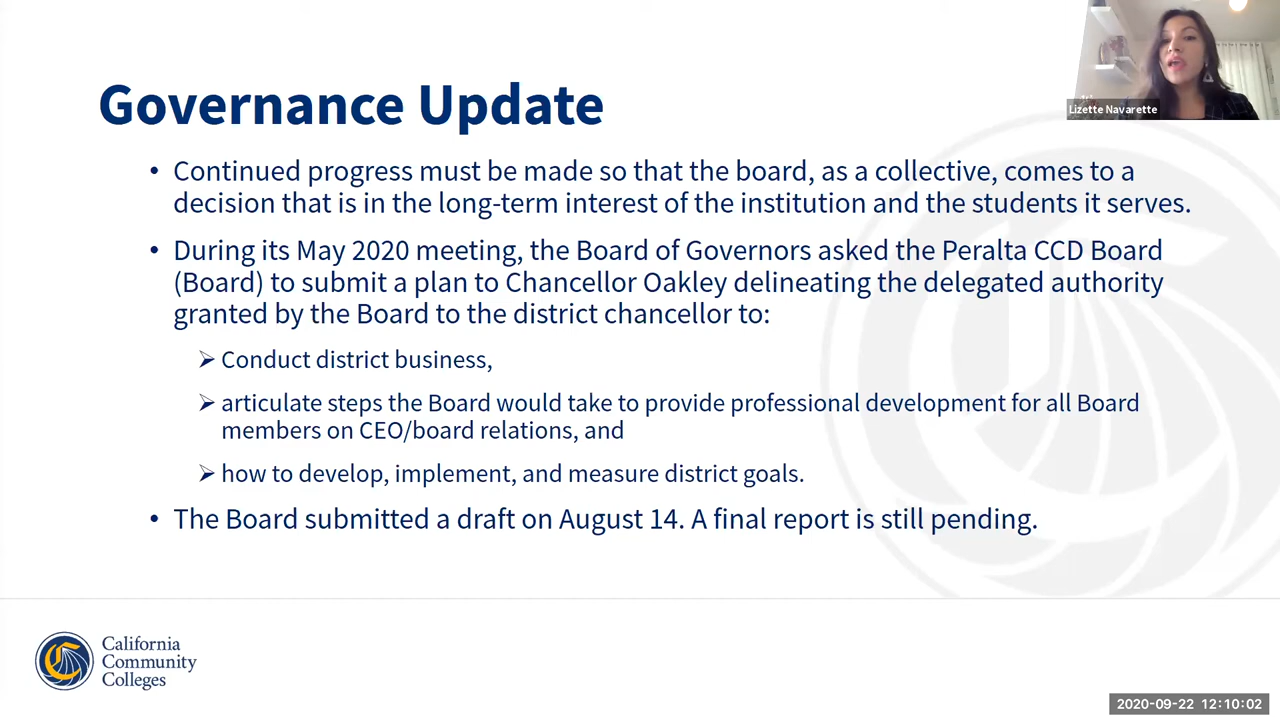 Lizette Navarette
Governance Update
• Continued progress must be made so that the board, as a collective, comes to a
decision that is in the long-term interest of the institution and the students it serves.
• During its May 2020 meeting, the Board of Governors asked the Peralta CCD Board
(Board) to submit a plan to Chancellor Oakley delineating the delegated authority
granted by the Board to the district chancellor to:
➢ Conduct district business,
➢ articulate steps the Board would take to provide professional development for all Board
members on CEO/board relations, and
➢ how to develop, implement, and measure district goals.
• The Board submitted a draft on August 14. A final report is still pending.
California
Community
Colleges
2020-09-22 12:10:02